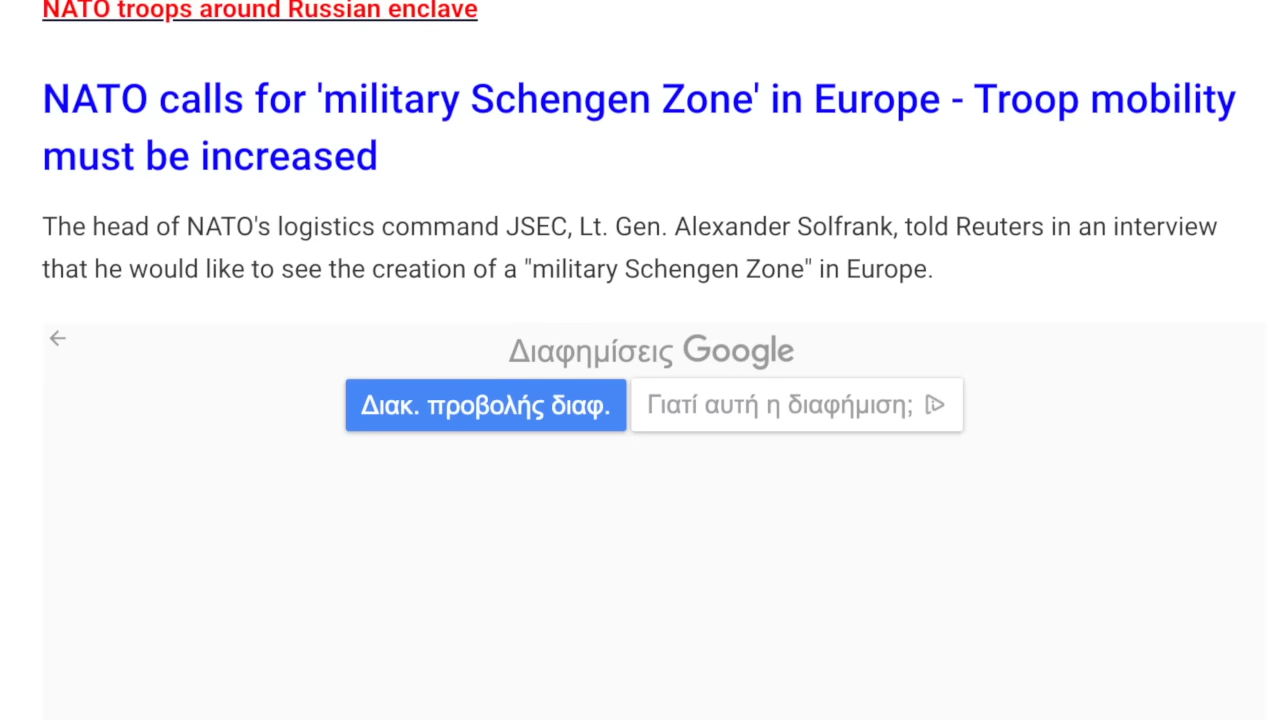 NATO troops around Russian enclave
NATO calls for 'military Schengen Zone' in Europe - Troop mobility
must be increased
The head of NATO's logistics command JSEC, Lt. Gen. Alexander Solfrank, told Reuters in an interview
that he would like to see the creation of a "military Schengen Zone" in Europe.
Διαφημίσεις Google
Διακ. προβολής διαφ. Γιατί αυτή η διαφήμιση;